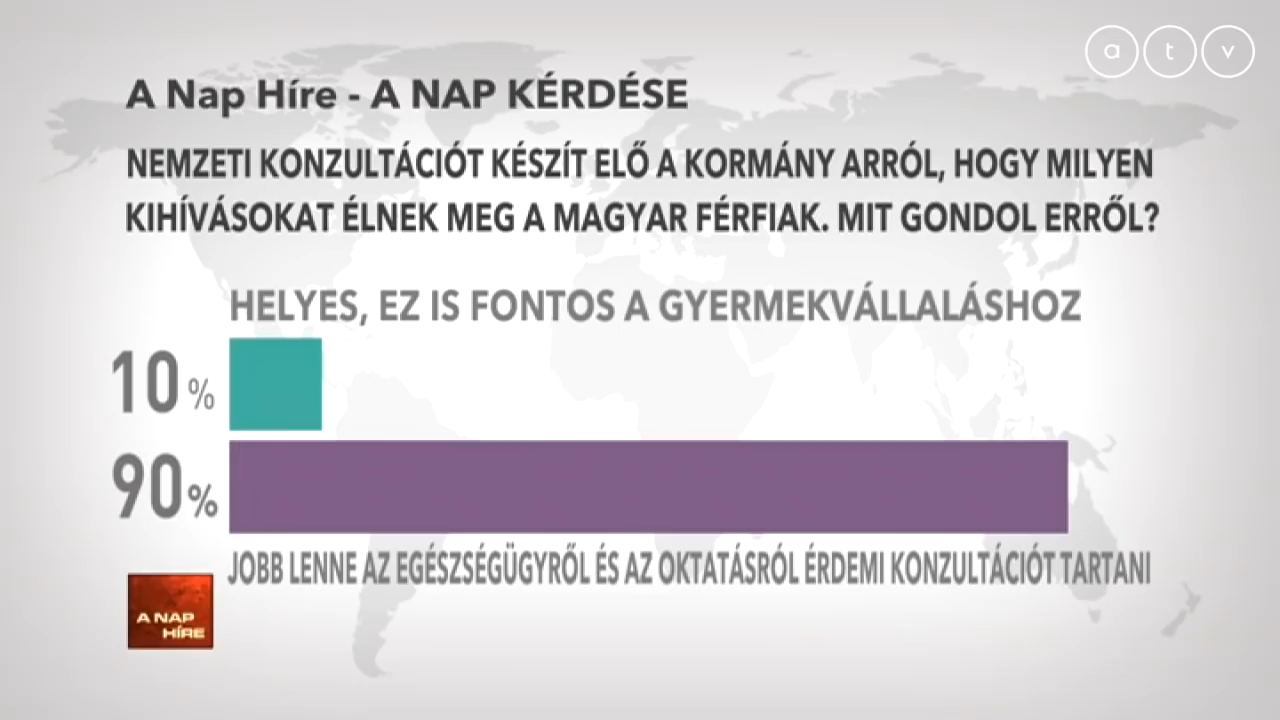 a t v
A Nap Híre - A NAP KÉRDÉSE
NEMZETI KONZULTÁCIÓT KÉSZÍT ELŐ A KORMÁNY ARRÓL, HOGY MILYEN
KIHÍVÁSOKAT ÉLNEK MEG A MAGYAR FÉRFIAK. MIT GONDOL ERRŐL?
HELYES, EZ IS FONTOS A GYERMEKVÁLLALÁSHOZ
10 %
90 %
JOBB LENNE AZ EGÉSZSÉGÜGYRŐL ÉS AZ OKTATÁSRÓL ÉRDEMI KONZULTÁCIÓT TARTANI
A NAP
HÍRE